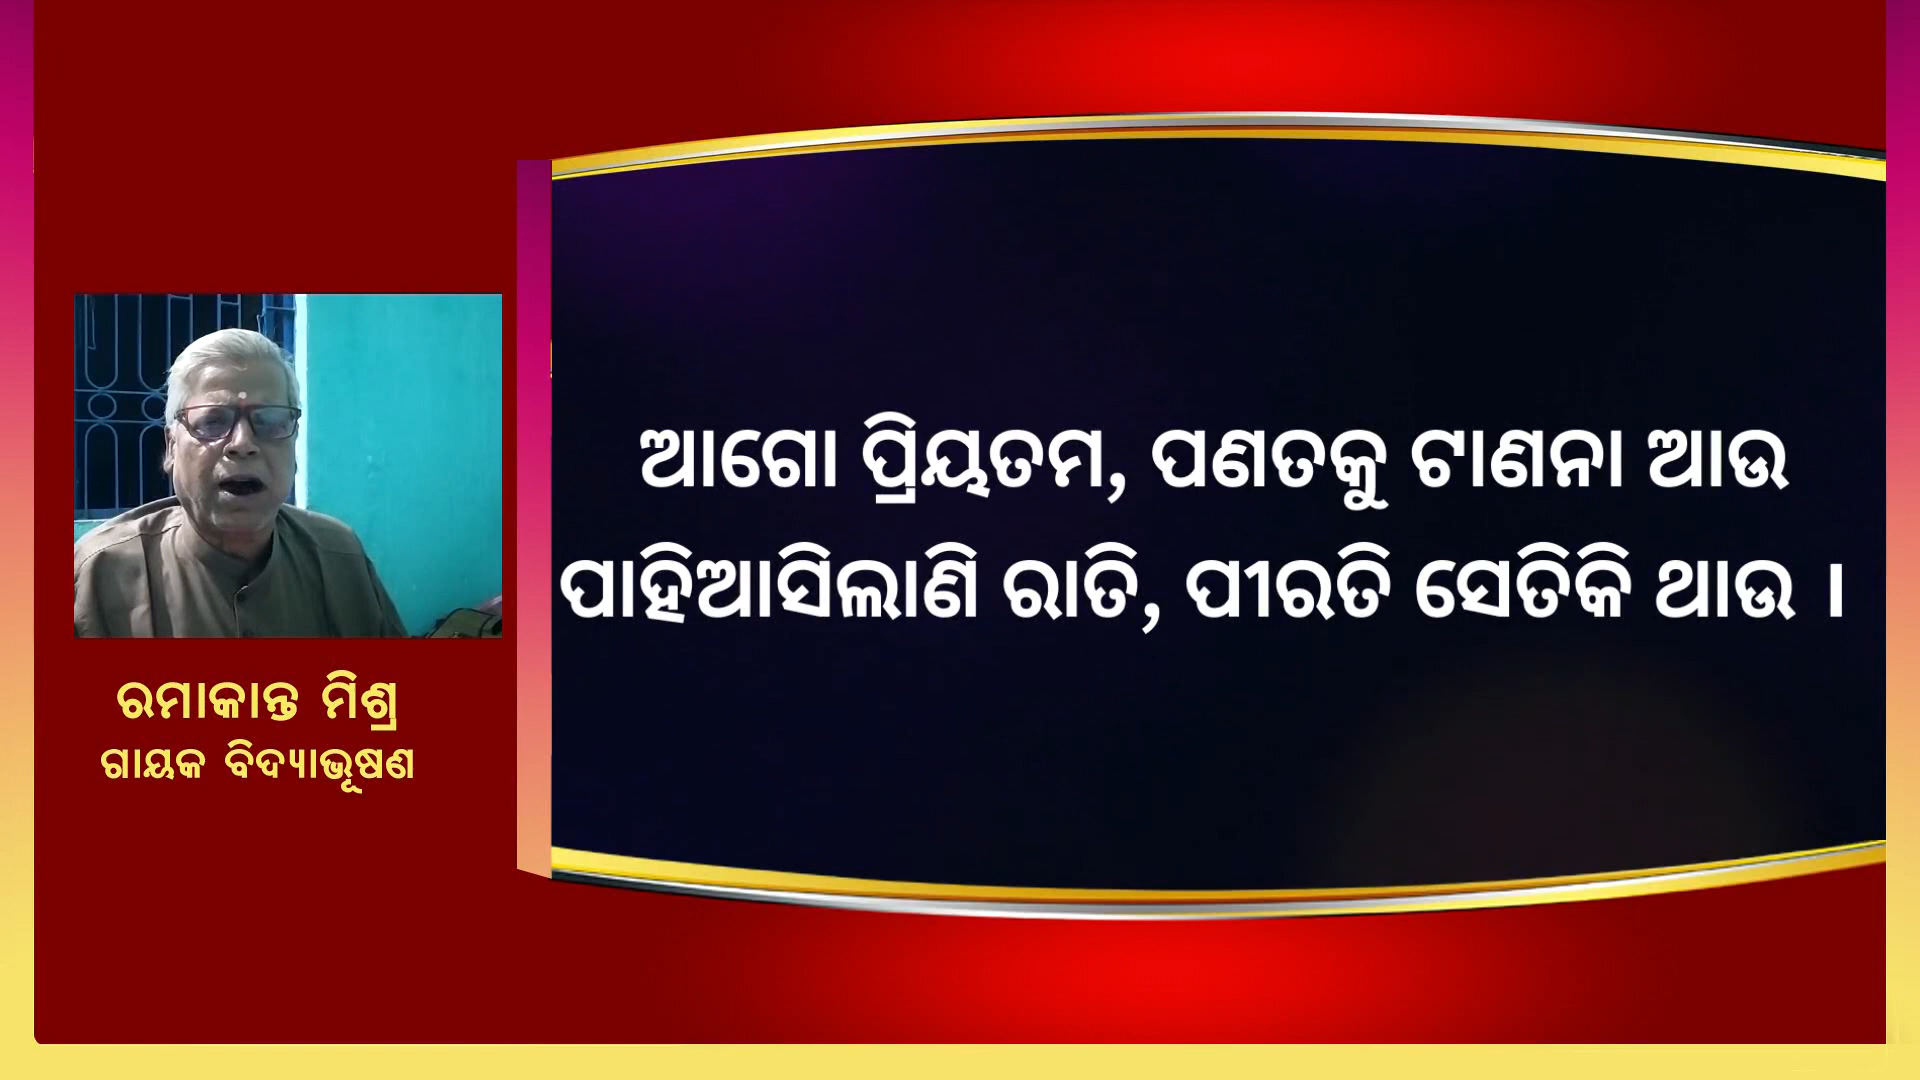 ଆଗୋ ପ୍ରିୟତମ, ପଣତକୁ ଟାଣନା ଆଉ
ପାହିଆସିଲାଣି ରାତି, ପୀରତି ସେତିକି ଥାଉ ।
ରମାକାନ୍ତ ମିଶ୍ର
ଗାୟକ ବିଦ୍ୟାଭୂଷଣ